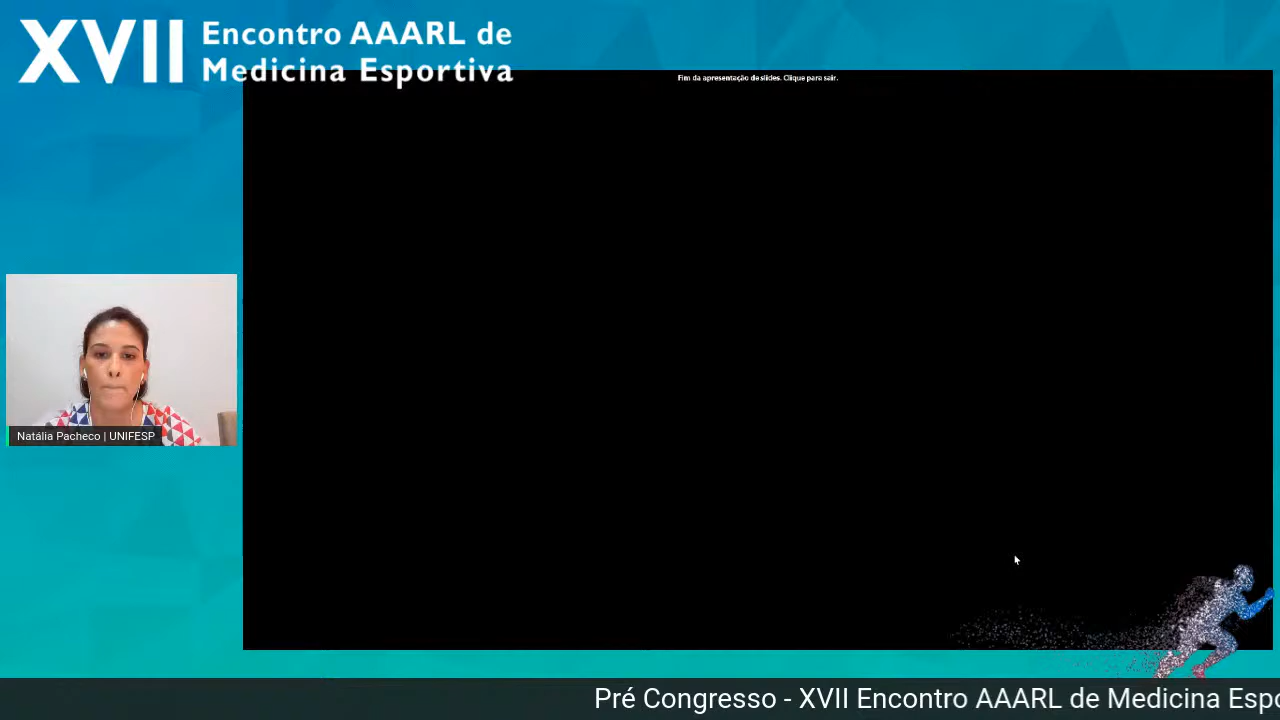 XVII
Encontro AAARL de
Medicina Esportiva
Fim da apresentação de slides. Clique para sair.
Natália Pacheco | UNIFESP
Pré Congresso - XVII Encontro AAARL de Medicina Espo